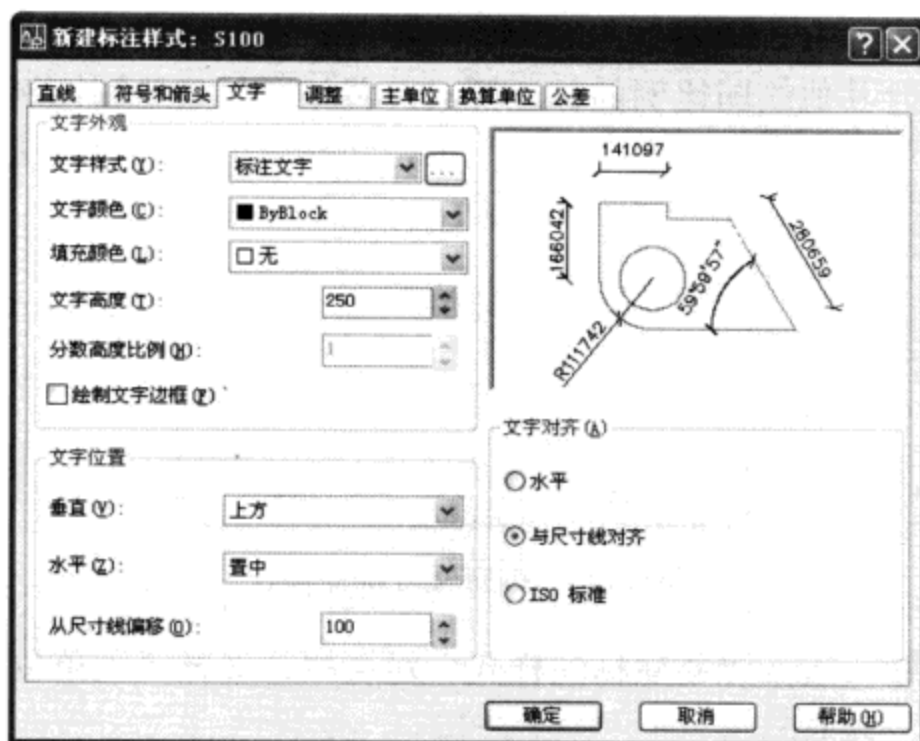 新建标注样式：S100
直线 符号和箭头 文字 调整 主单位 换算单位 公差
文字外观
文字样式(Y): 标注文字 ...
文字颜色(C): ByBlock
填充颜色(L): 无
文字高度(T): 250
分数高度比例(H): 1
绘制文字边框(F)
文字位置
垂直(V): 上方
水平(Z): 置中
从尺寸线偏移(O): 100
141097
166042
280659
59°59'57"
R111742
文字对齐(A)
水平
与尺寸线对齐
ISO 标准
确定 取消 帮助(H)